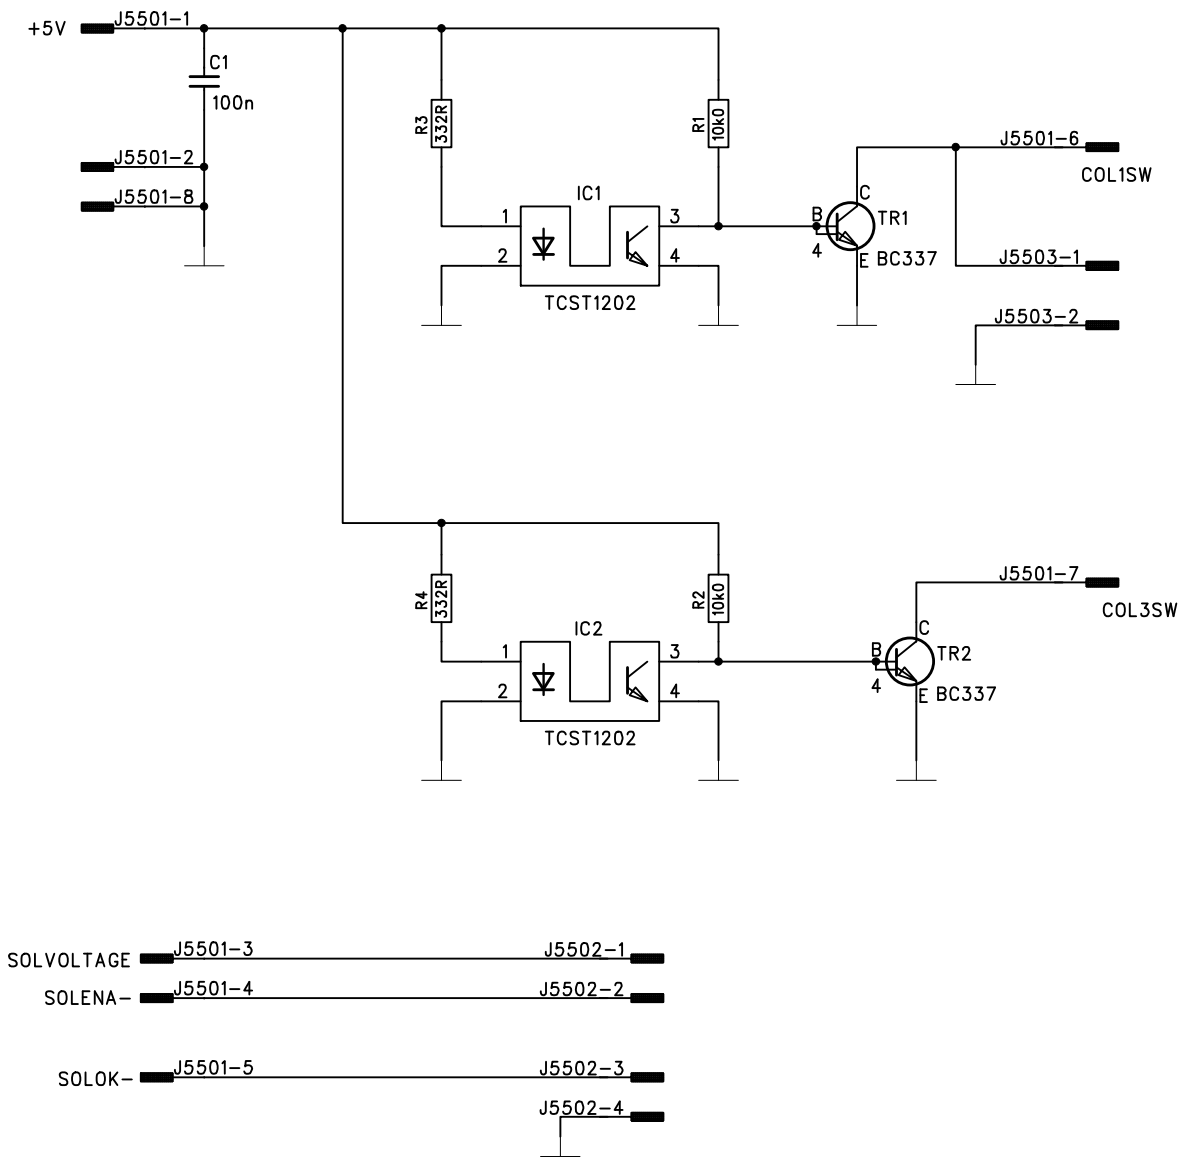 +5V
J5501-1
C1
100n
J5501-2
J5501-8
R3
332R
R1
10k0
IC1
1
2
3
4
TCST1202
B
4
C
E
TR1
BC337
J5501-6
COL1SW
J5503-1
J5503-2
R4
332R
R2
10k0
IC2
1
2
3
4
TCST1202
B
4
C
E
TR2
BC337
J5501-7
COL3SW
SOLVOLTAGE
J5501-3
J5502-1
SOLENA-
J5501-4
J5502-2
SOLOK-
J5501-5
J5502-3
J5502-4